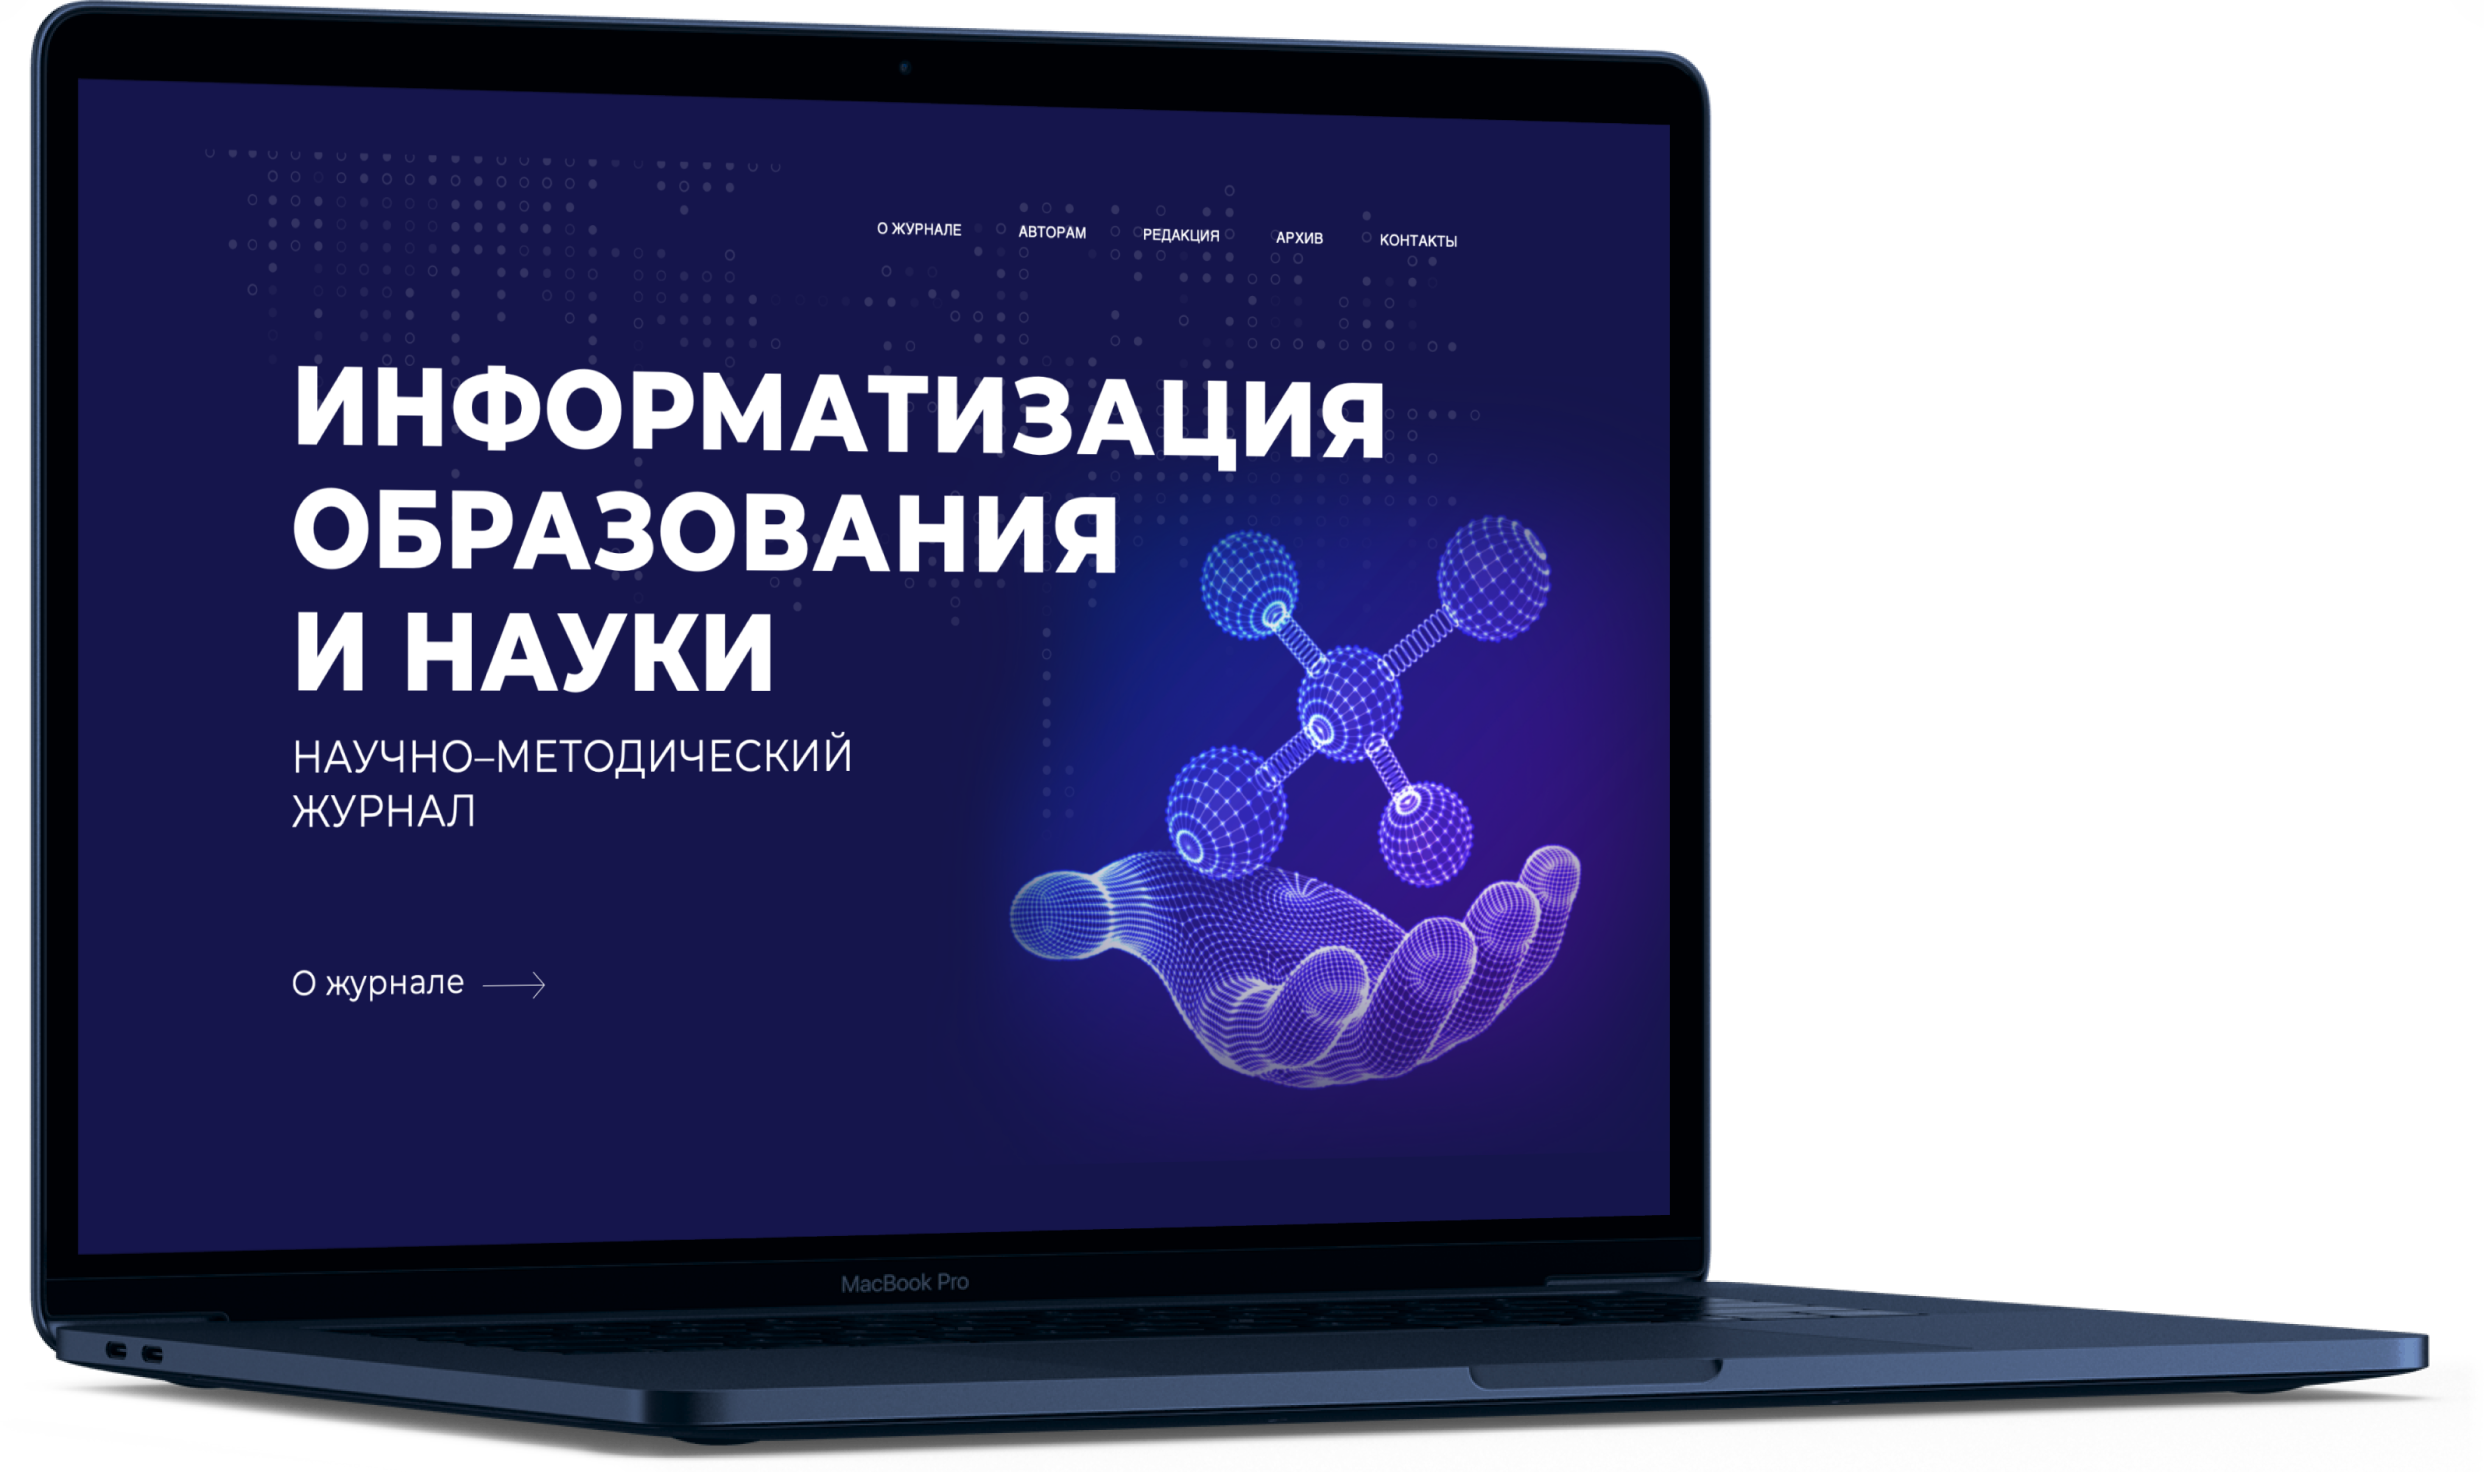 О ЖУРНАЛЕ АВТОРАМ РЕДАКЦИЯ АРХИВ КОНТАКТЫ
ИНФОРМАТИЗАЦИЯ
ОБРАЗОВАНИЯ
И НАУКИ
НАУЧНО–МЕТОДИЧЕСКИЙ
ЖУРНАЛ
О журнале
MacBook Pro